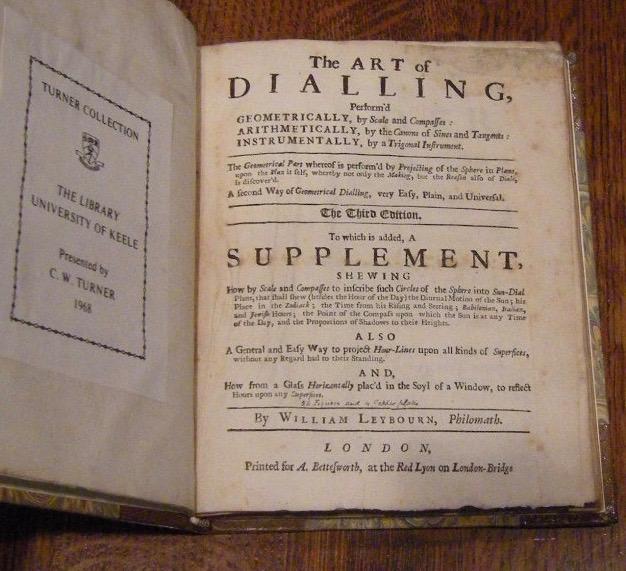 TURNER COLLECTION
THE LIBRARY
UNIVERSITY OF KEELE
Presented by
C. W. TURNER
1968
The ART of
DIALLING,
Perform'd
GEOMETRICALLY, by Scale and Compasses:
ARITHMETICALLY, by the Canons of Sines and Tangents:
INSTRUMENTALLY, by a Trigonal Instrument.
The Geometrical Part whereof is perform'd by Projecting of the Sphere in Plano,
upon the Plan it self, whereby not only the Making, but the Reason also of Dials,
is discover'd.
A second Way of Geometrical Dialling, very Easy, Plain, and Universal.
The Third Edition.
To which is added, A
SUPPLEMENT,
SHEWING
How by Scale and Compasses to inscribe such Circles of the Sphere into Sun-Dial
Plans, that shall shew (besides the Hour of the Day) the Diurnal Motion of the Sun; his
Place in the Zodiack; the Time from his Rising and Setting; Babilonian, Italian,
and Jewish Hours; the Point of the Compass upon which the Sun is at any Time
of the Day, and the Proportions of Shadows to their Heights.
ALSO
A General and Easy Way to project Hour-Lines upon all kinds of Superfices,
without any Regard had to their Standing.
AND,
How from a Glass Horizontally plac'd in the Soyl of a Window, to reflect
Hours upon any Superfices.
By WILLIAM LEYBOURN, Philomath.
LONDON,
Printed for A. Bettesworth, at the Red Lyon on London-Bridge